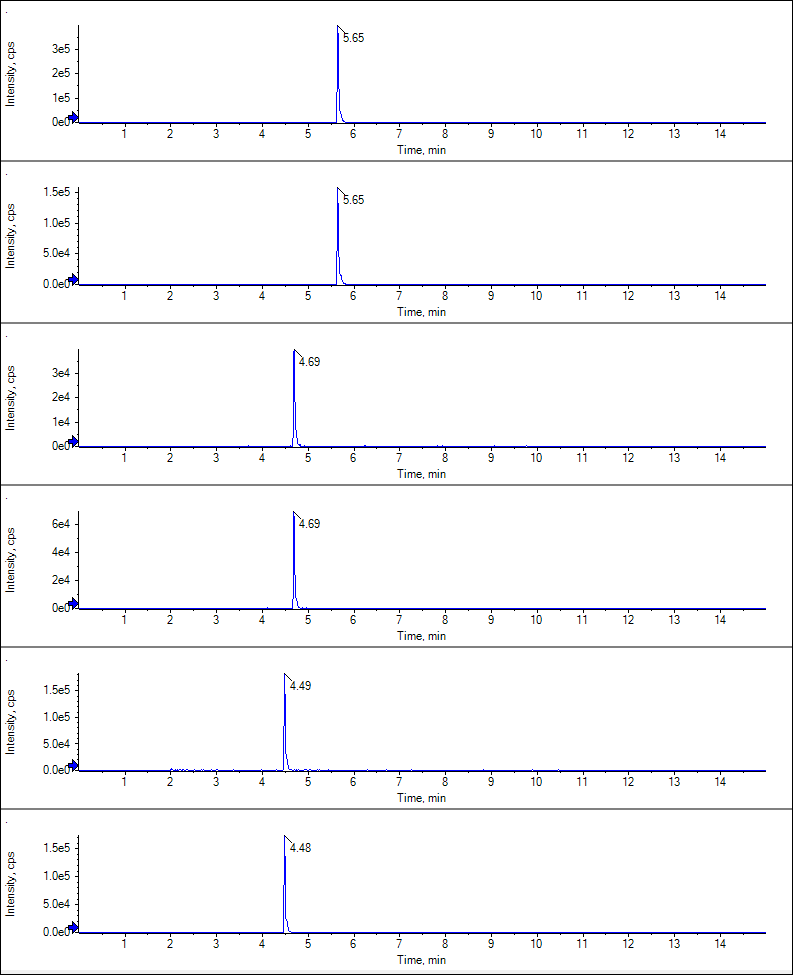 5.65
Intensity, cps
3e5
2e5
1e5
0e0
1 2 3 4 5 6 7 8 9 10 11 12 13 14
Time, min
5.65
Intensity, cps
1.5e5
1.0e5
5.0e4
0.0e0
1 2 3 4 5 6 7 8 9 10 11 12 13 14
Time, min
4.69
Intensity, cps
3e4
2e4
1e4
0e0
1 2 3 4 5 6 7 8 9 10 11 12 13 14
Time, min
4.69
Intensity, cps
6e4
4e4
2e4
0e0
1 2 3 4 5 6 7 8 9 10 11 12 13 14
Time, min
4.49
Intensity, cps
1.5e5
1.0e5
5.0e4
0.0e0
1 2 3 4 5 6 7 8 9 10 11 12 13 14
Time, min
4.48
Intensity, cps
1.5e5
1.0e5
5.0e4
0.0e0
1 2 3 4 5 6 7 8 9 10 11 12 13 14
Time, min